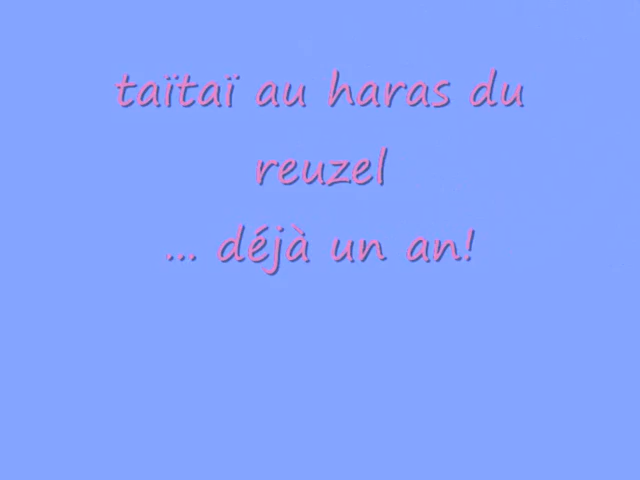 taïtaï au haras du
reuzel
... déjà un an!